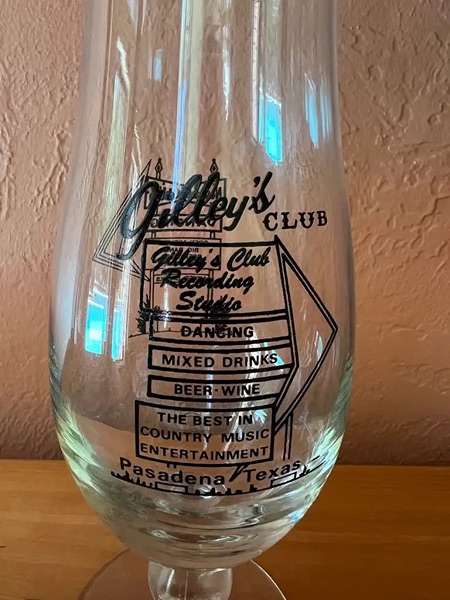 Gilley's
CLUB
Gilley's Club
Recording
Studio
DANCING
MIXED DRINKS
BEER-WINE
THE BEST IN
COUNTRY MUSIC
ENTERTAINMENT
Pasadena Texas